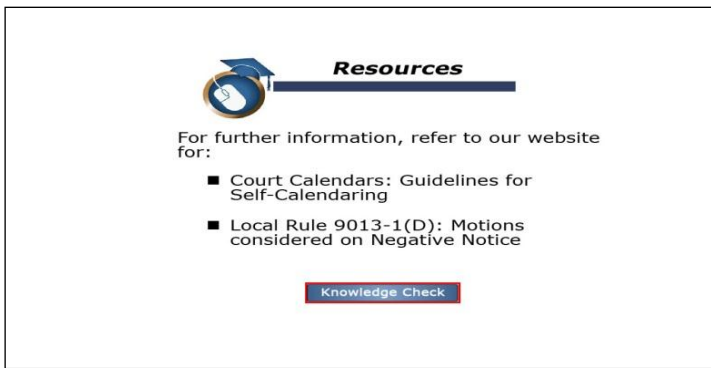 Resources
For further information, refer to our website
for:
■ Court Calendars: Guidelines for
Self-Calendaring
■ Local Rule 9013-1(D): Motions
considered on Negative Notice
Knowledge Check